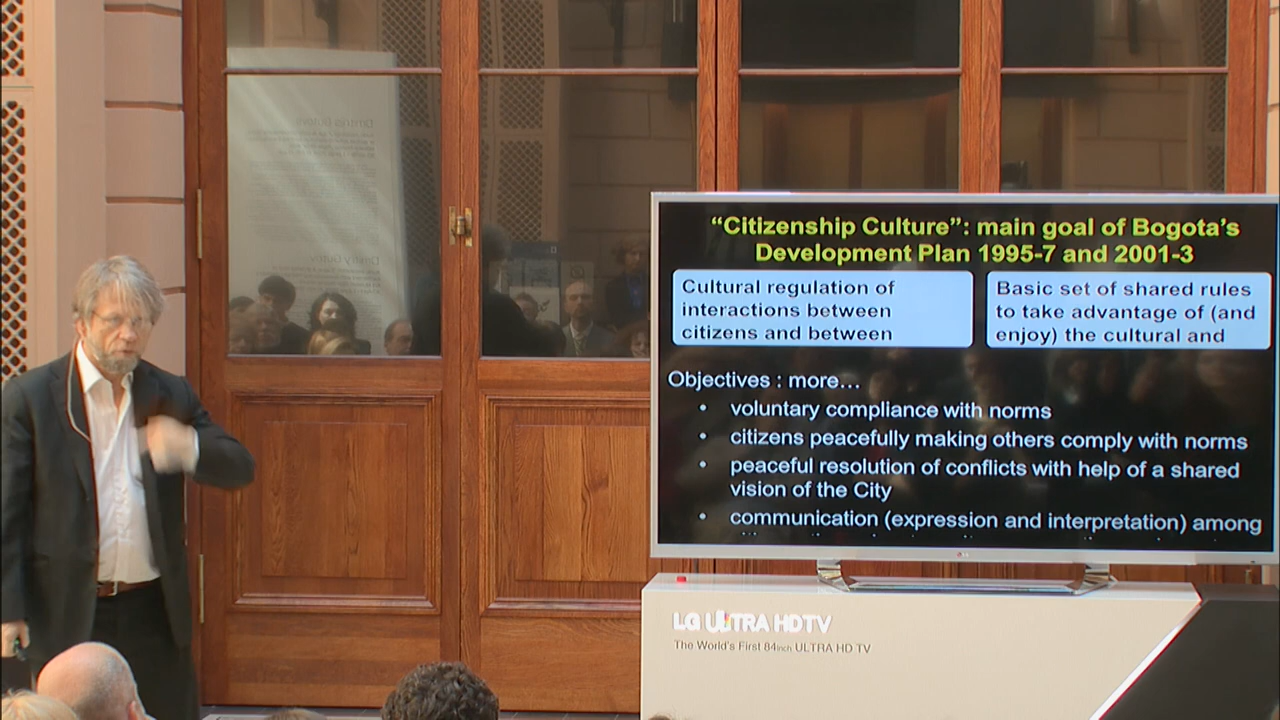 “Citizenship Culture”: main goal of Bogota’s
Development Plan 1995-7 and 2001-3
Cultural regulation of
interactions between
citizens and between
Basic set of shared rules
to take advantage of (and
enjoy) the cultural and
Objectives : more…
• voluntary compliance with norms
• citizens peacefully making others comply with norms
• peaceful resolution of conflicts with help of a shared
vision of the City
• communication (expression and interpretation) among
LG ULTRA HDTV
The World's First 84inch ULTRA HD TV